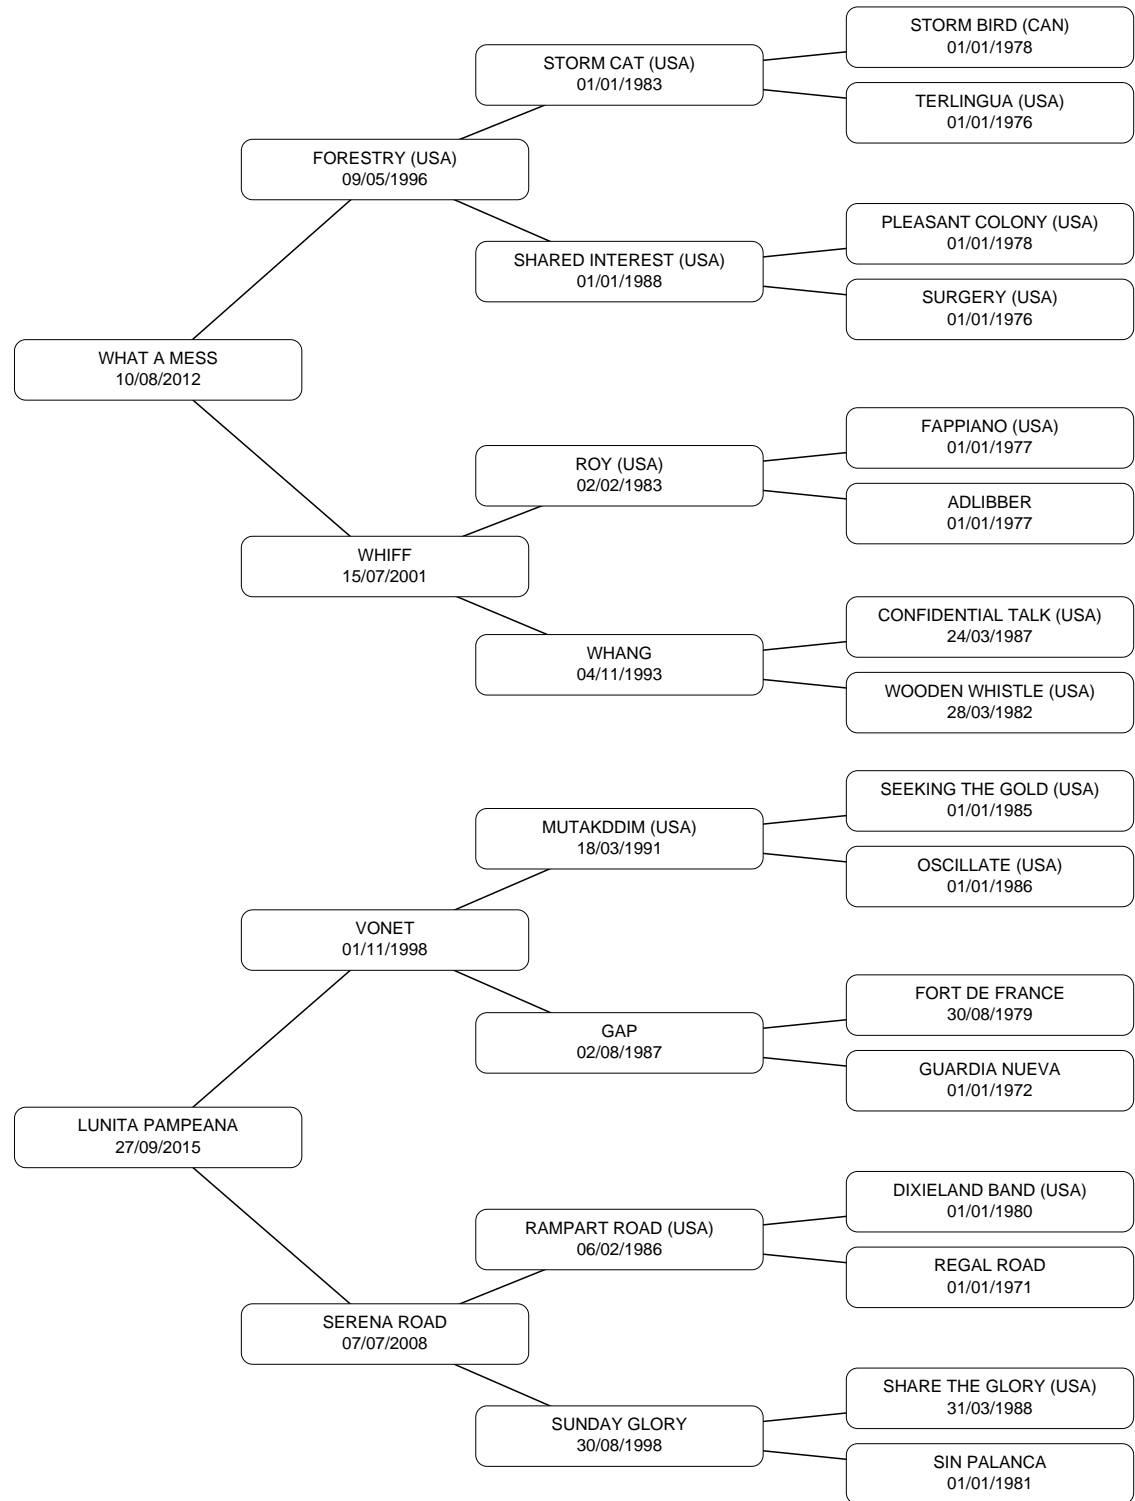 STORM BIRD (CAN)
01/01/1978
STORM CAT (USA)
01/01/1983
TERLINGUA (USA)
01/01/1976
FORESTRY (USA)
09/05/1996
PLEASANT COLONY (USA)
01/01/1978
SHARED INTEREST (USA)
01/01/1988
SURGERY (USA)
01/01/1976
WHAT A MESS
10/08/2012
FAPPIANO (USA)
01/01/1977
ROY (USA)
02/02/1983
ADLIBBER
01/01/1977
WHIFF
15/07/2001
CONFIDENTIAL TALK (USA)
24/03/1987
WHANG
04/11/1993
WOODEN WHISTLE (USA)
28/03/1982
SEEKING THE GOLD (USA)
01/01/1985
MUTAKDDIM (USA)
18/03/1991
OSCILLATE (USA)
01/01/1986
VONET
01/11/1998
FORT DE FRANCE
30/08/1979
GAP
02/08/1987
GUARDIA NUEVA
01/01/1972
LUNITA PAMPEANA
27/09/2015
DIXIELAND BAND (USA)
01/01/1980
RAMPART ROAD (USA)
06/02/1986
REGAL ROAD
01/01/1971
SERENA ROAD
07/07/2008
SHARE THE GLORY (USA)
31/03/1988
SUNDAY GLORY
30/08/1998
SIN PALANCA
01/01/1981